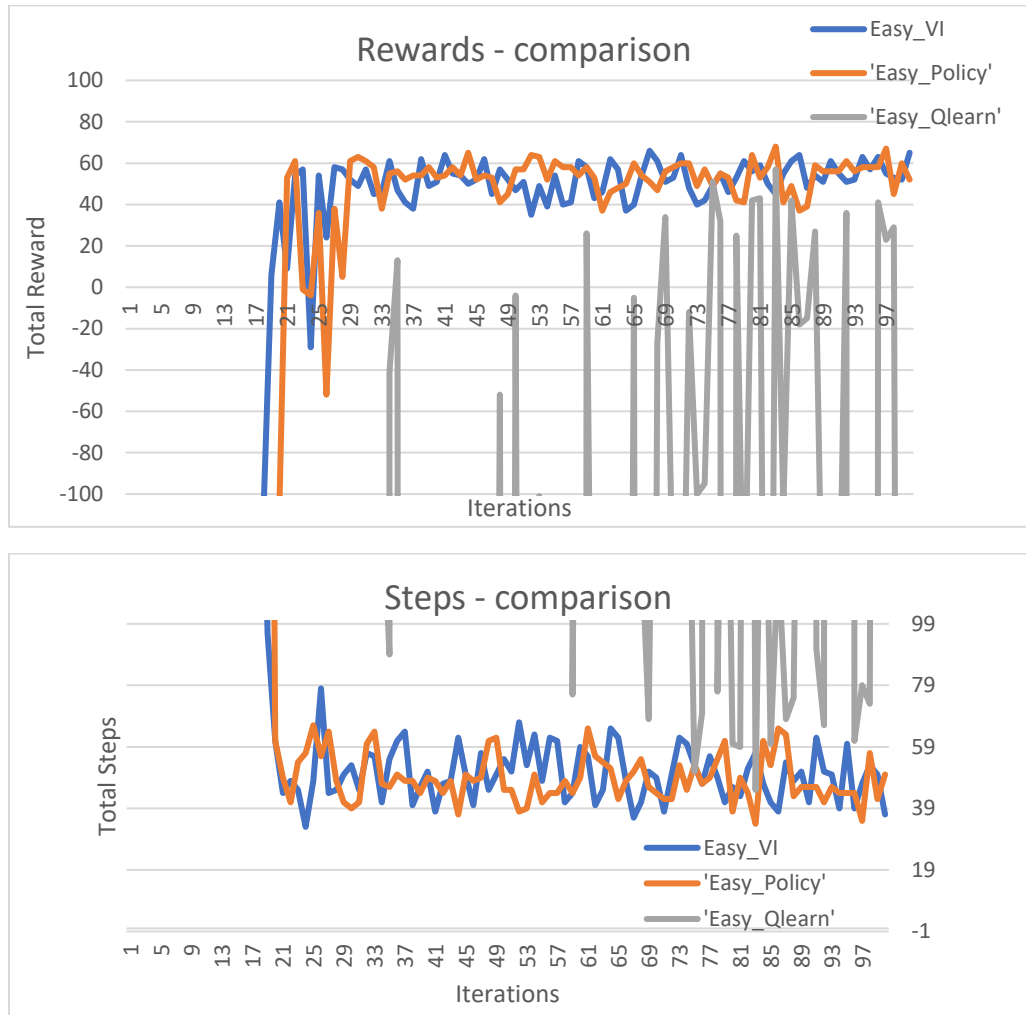 Rewards - comparison
Easy_VI
'Easy_Policy'
'Easy_Qlearn'
100
80
60
40
20
0
-20
-40
-60
-80
-100
Total Reward
1 5 9 13 17 21 25 29 33 37 41 45 49 53 57 61 65 69 73 77 81 85 89 93 97
Iterations
Steps - comparison
99
79
59
39
19
-1
Total Steps
Easy_VI
'Easy_Policy'
'Easy_Qlearn'
1 5 9 13 17 21 25 29 33 37 41 45 49 53 57 61 65 69 73 77 81 85 89 93 97
Iterations